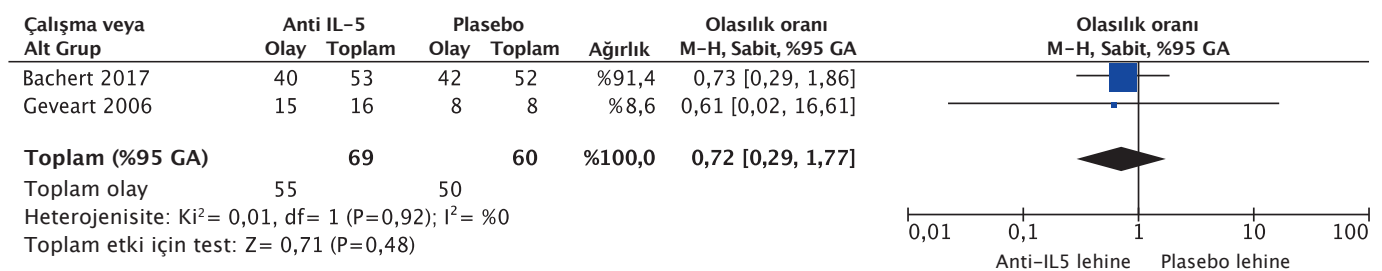 Çalışma veya Anti IL-5 Plasebo Olasılık oranı Olasılık oranı
Alt Grup Olay Toplam Olay Toplam Ağırlık M-H, Sabit, %95 GA M-H, Sabit, %95 GA
Bachert 2017 40 53 42 52 %91,4 0,73 [0,29, 1,86]
Geveart 2006 15 16 8 8 %8,6 0,61 [0,02, 16,61]
Toplam (%95 GA) 69 60 %100,0 0,72 [0,29, 1,77]
Toplam olay 55 50
Heterojenisite: Ki²= 0,01, df= 1 (P=0,92); I²= %0
Toplam etki için test: Z= 0,71 (P=0,48)
0,01 0,1 1 10 100
Anti-IL5 lehine Plasebo lehine